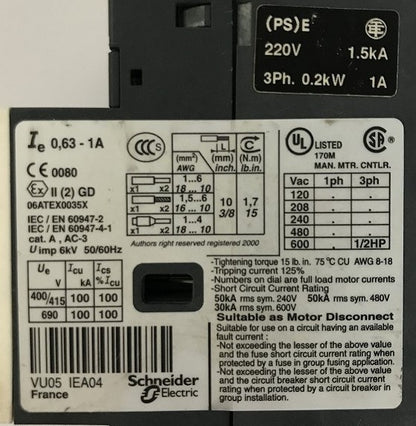 (PS)E
220V 1.5kA
3Ph. 0.2kW 1A
Ie 0,63 - 1A
CCC S
CE 0080
Ex II (2) GD
06ATEX0035X
IEC / EN 60947-2
IEC / EN 60947-4-1
cat. A , AC-3
U imp 6kV 50/60Hz
(mm²) AWG
L (mm) inch.
C (N.m) lb.in.
x1 x2 1...6 18 ... 10
x1 x2 1,5...6 16 ... 10
x1 x2 1...4 18 ... 10
10 3/8
1,7 15
Authors right reserved registered 2000
UL LISTED SA
170M
MAN. MTR. CNTLR.
Vac 1ph 3ph
120
208
240
480
600 . 1/2HP
Ue Icu Ics
V kA % Icu
400/415 100 100
690 100 100
-Tightening torque 15 lb.in. 75°C CU AWG 8-18
-Tripping current 125%
-Numbers on dial are full load motor currents
-Short Circuit Current Rating
50kA rms sym. 240V 50kA rms sym. 480V
30kA rms sym. 600V
Suitable as Motor Disconnect
Suitable for use on a circuit having an available
fault current :
-Not exceeding the lesser of the above value
and the fuse short circuit current rating when
protected by a fuse in group fusing application.
-Not exceeding the lesser of the above value and
the circuit breaker short circuit current rating
when protected by a circuit breaker in
group installation.
VU05 IEA04
France
Schneider
Electric